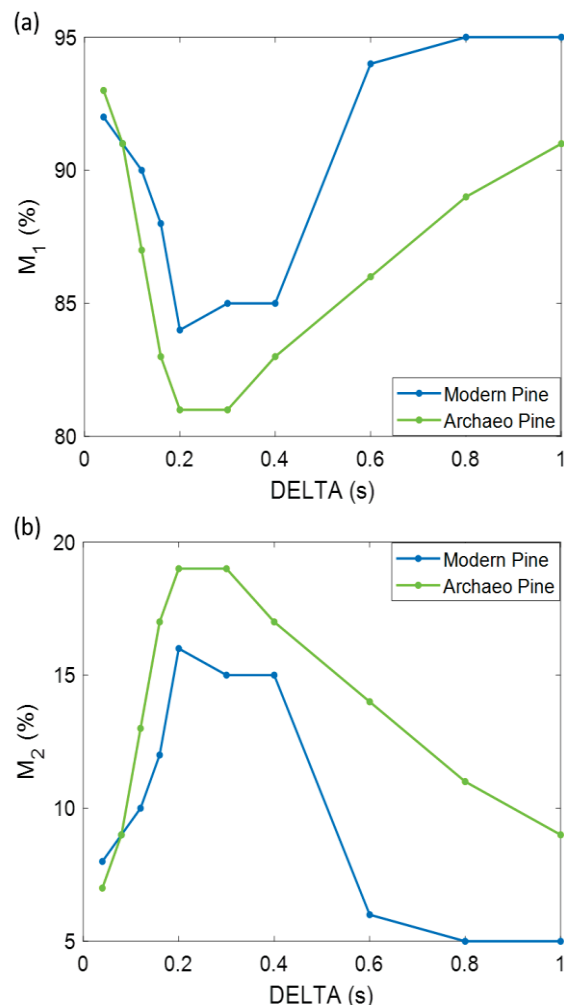 (a)
95
90
85
80
M1 (%)
Modern Pine
Archaeo Pine
0 0.2 0.4 0.6 0.8 1
DELTA (s)
(b)
20
15
10
5
M2 (%)
Modern Pine
Archaeo Pine
0 0.2 0.4 0.6 0.8 1
DELTA (s)